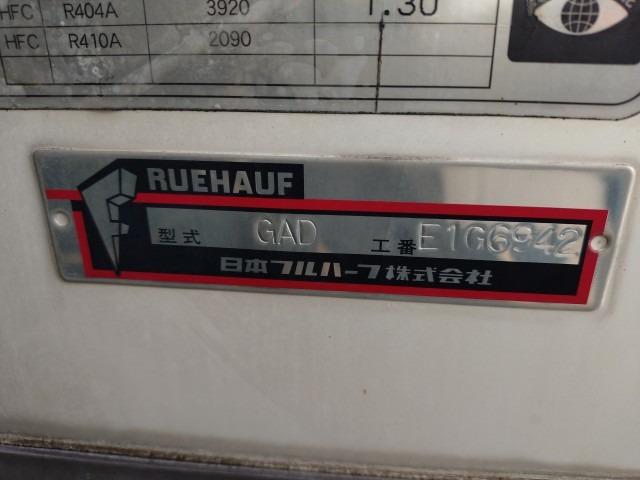 HFC R404A 3920 1.30
HFC R410A 2090
RUEHAUF
型式 GAD 工番 E1G6942
日本フルハーフ株式会社